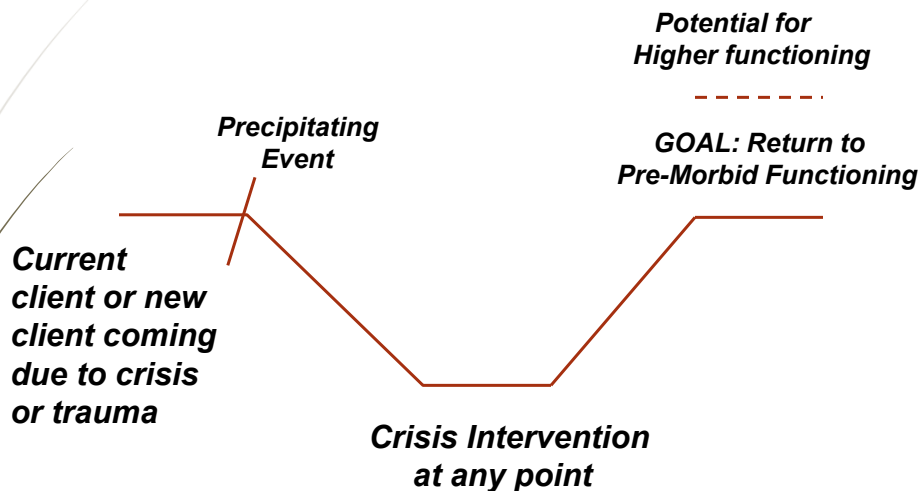 Potential for
Higher functioning
Precipitating
Event
GOAL: Return to
Pre-Morbid Functioning
Current
client or new
client coming
due to crisis
or trauma
Crisis Intervention
at any point